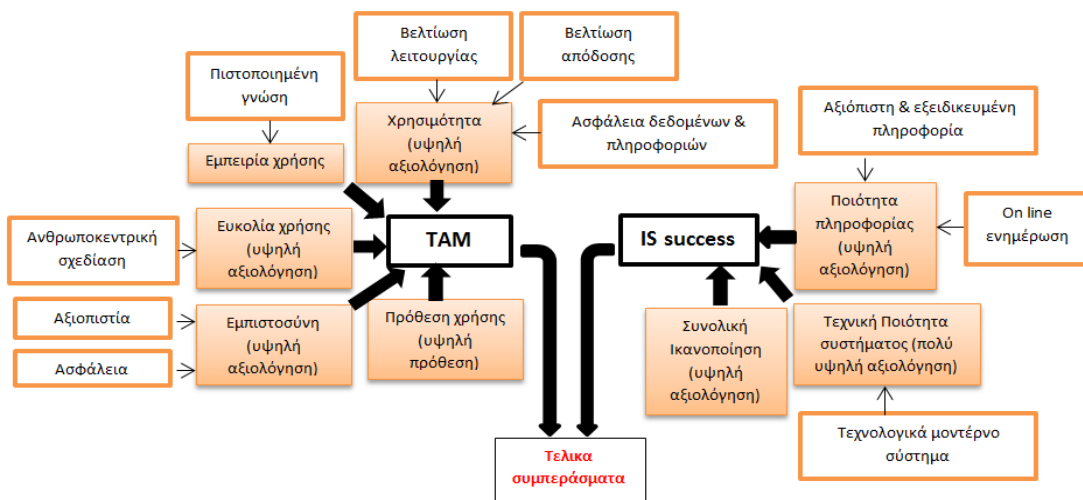 Βελτίωση
λειτουργίας
Βελτίωση
απόδοσης
Πιστοποιημένη
γνώση
Χρησιμότητα
(υψηλή
αξιολόγηση)
Ασφάλεια δεδομένων &
πληροφοριών
Αξιόπιστη & εξειδικευμένη
πληροφορία
Εμπειρία χρήσης
Ανθρωποκεντρική
σχεδίαση
Ευκολία χρήσης
(υψηλή
αξιολόγηση)
TAM
IS success
Ποιότητα
πληροφορίας
(υψηλή
αξιολόγηση)
On line
ενημέρωση
Αξιοπιστία
Ασφάλεια
Εμπιστοσύνη
(υψηλή
αξιολόγηση)
Πρόθεση χρήσης
(υψηλή
πρόθεση)
Συνολική
Ικανοποίηση
(υψηλή
αξιολόγηση)
Τεχνική Ποιότητα
συστήματος (πολύ
υψηλή αξιολόγηση)
Τελικα
συμπεράσματα
Τεχνολογικά μοντέρνο
σύστημα